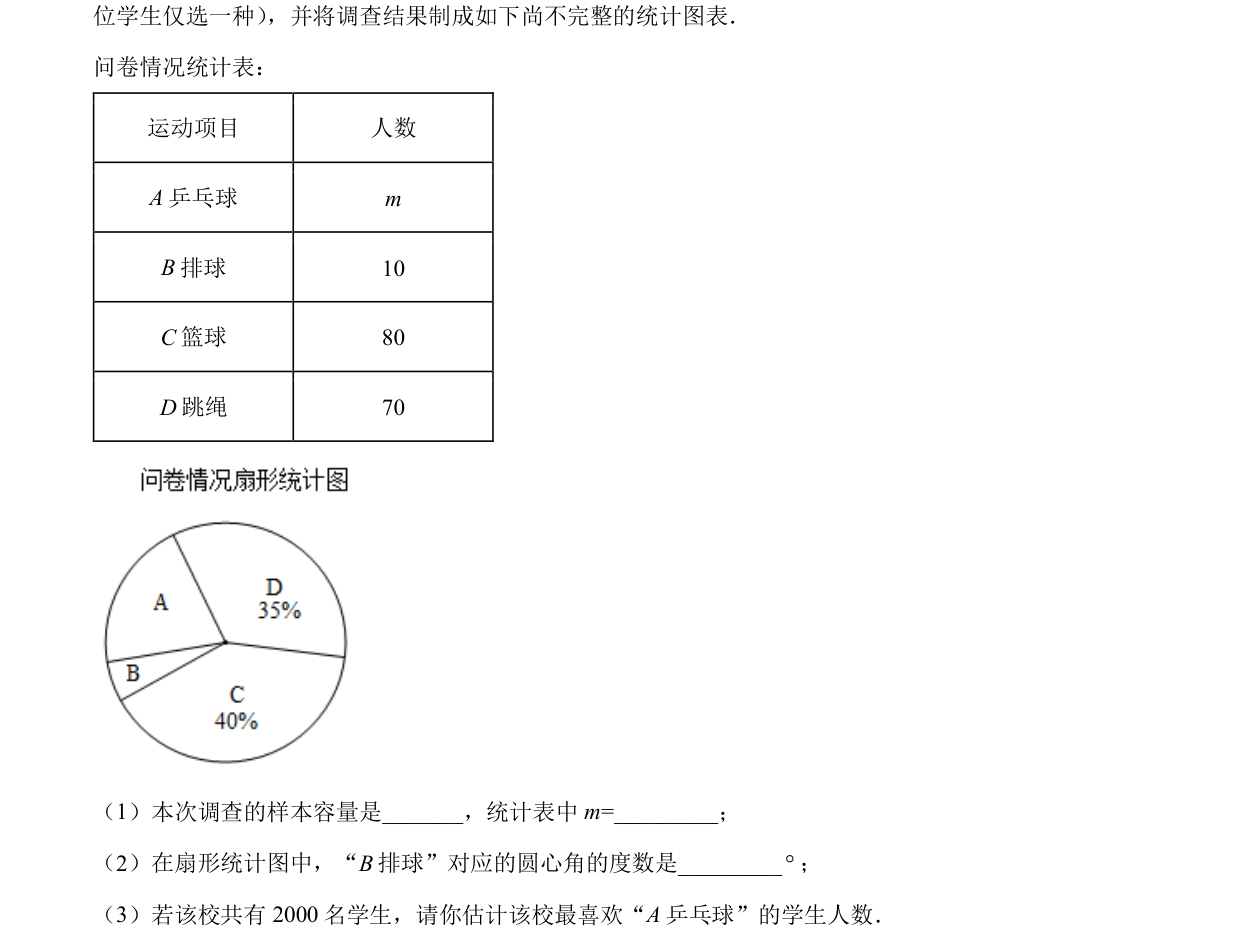 位学生仅选一种），并将调查结果制成如下尚不完整的统计图表．
问卷情况统计表：
运动项目 人数
A 乒乓球 m
B 排球 10
C 篮球 80
D 跳绳 70
问卷情况扇形统计图
D
35%
A
B
C
40%
（1）本次调查的样本容量是_______，统计表中 m=_________；
（2）在扇形统计图中，“B 排球”对应的圆心角的度数是_________°；
（3）若该校共有 2000 名学生，请你估计该校最喜欢“A 乒乓球”的学生人数．